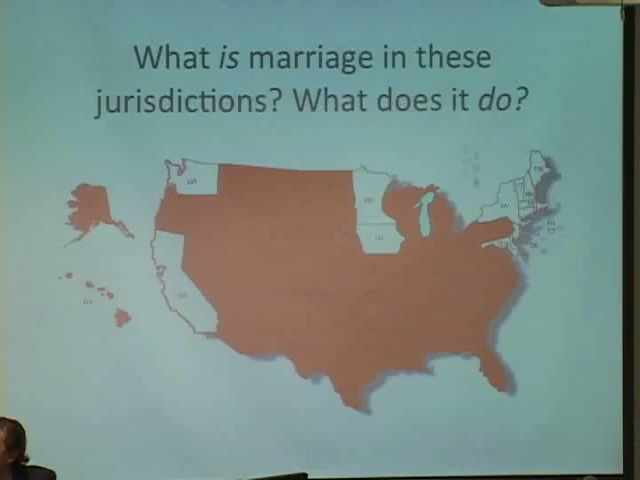 What is marriage in these
jurisdictions? What does it do?